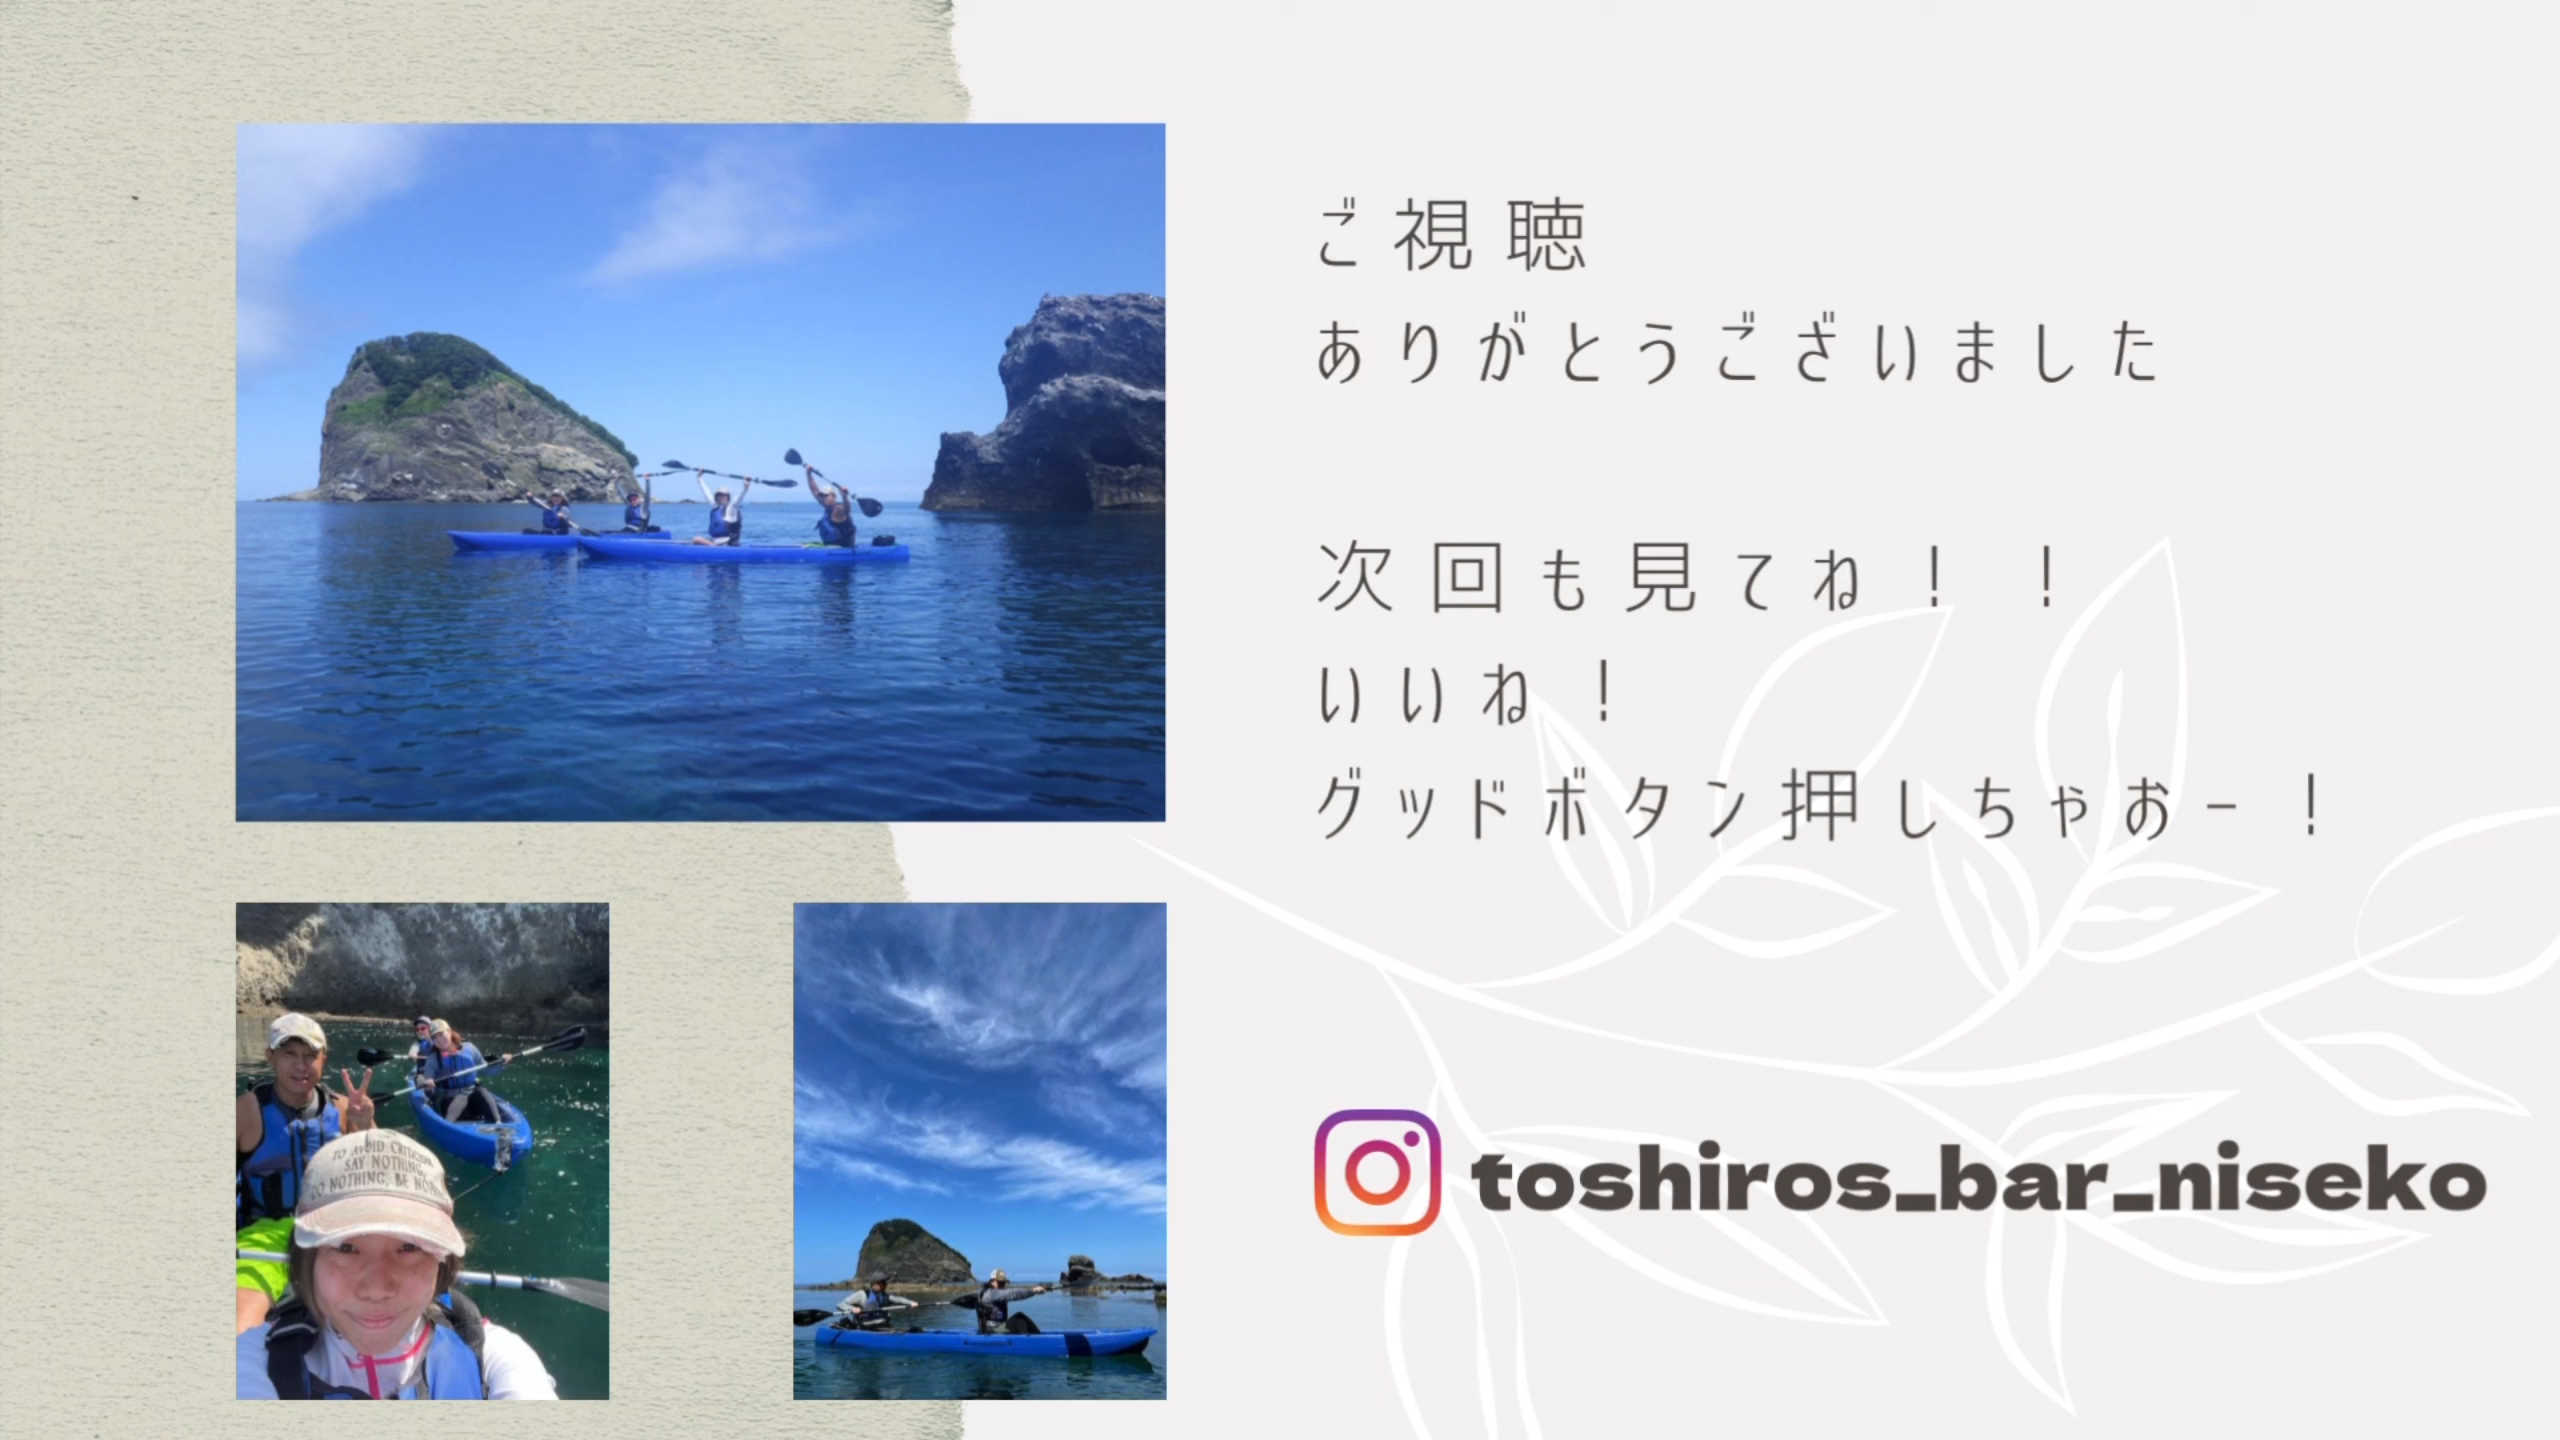 ご視聴
ありがとうございました
次回も見てね！！
いいね！
グッドボタン押しちゃおー！
toshiros_bar_niseko
TO AVOID CRITICISM
SAY NOTHING,
DO NOTHING, BE